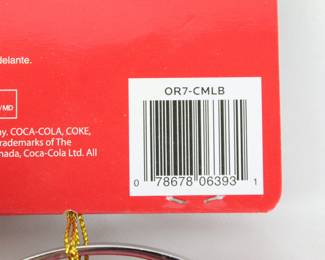 delante.
OR7-CMLB
/MD
ny. COCA-COLA, COKE,
trademarks of The
nada, Coca-Cola Ltd. All
0 78678 06393 1